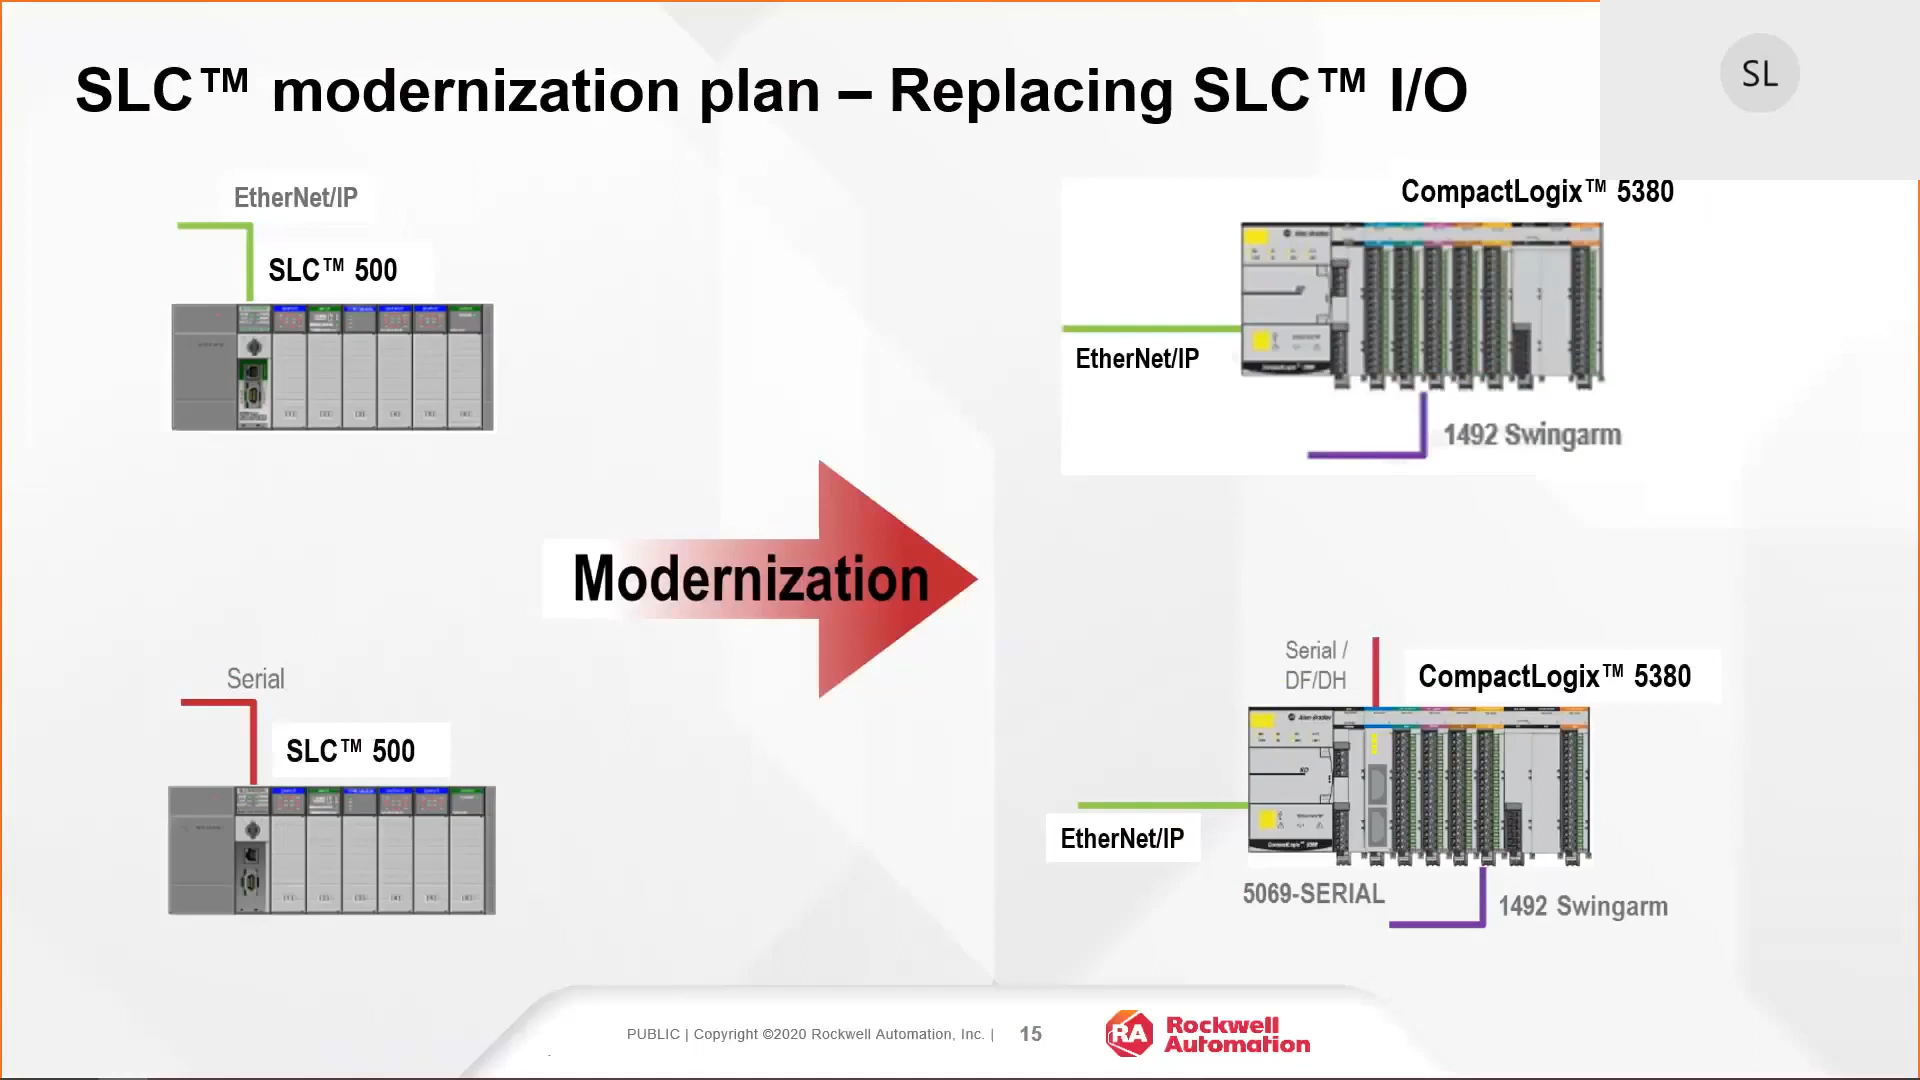 SLC™ modernization plan – Replacing SLC™ I/O
SL
EtherNet/IP
SLC™ 500
CompactLogix™ 5380
EtherNet/IP
1492 Swingarm
Modernization
Serial
SLC™ 500
Serial /
DF/DH
CompactLogix™ 5380
EtherNet/IP
5069-SERIAL
1492 Swingarm
PUBLIC | Copyright ©2020 Rockwell Automation, Inc. |
15
RA
Rockwell
Automation